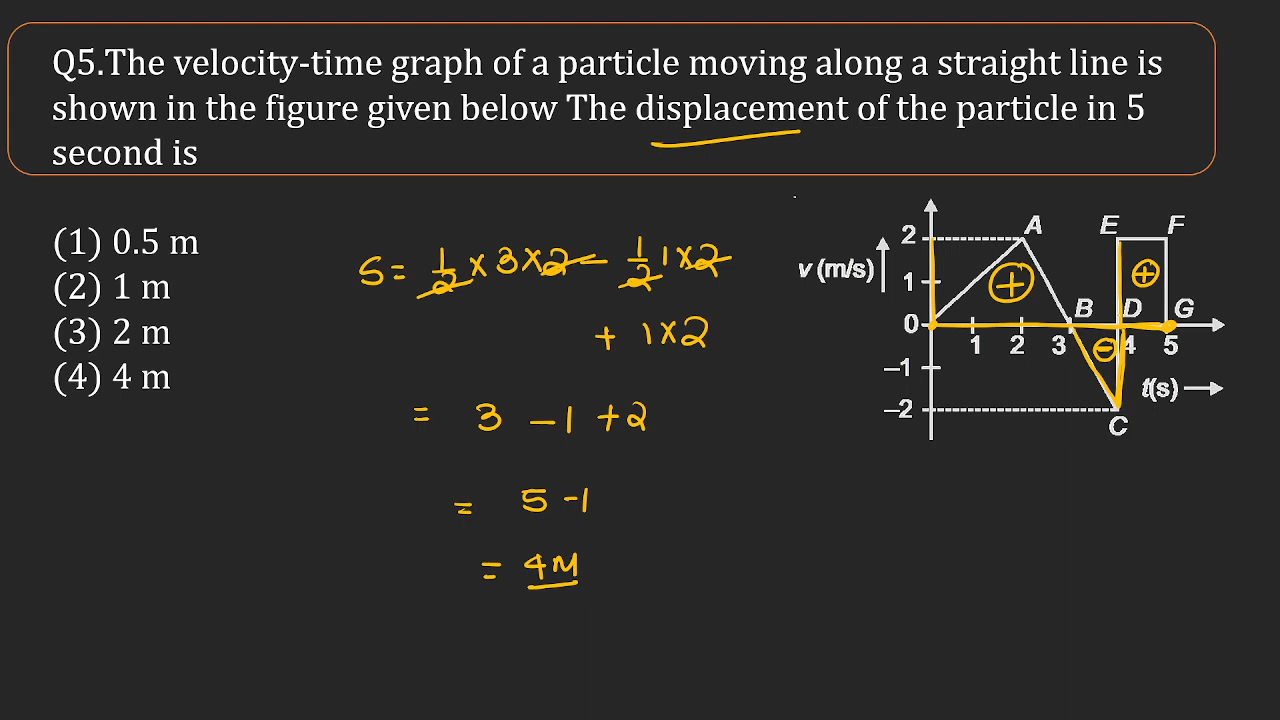 Q5.The velocity-time graph of a particle moving along a straight line is
shown in the figure given below The displacement of the particle in 5
second is
(1) 0.5 m
(2) 1 m
(3) 2 m
(4) 4 m
S = 1/2 × 3 × 2 − 1/2 1 × 2
+ 1 × 2
= 3 − 1 + 2
= 5 − 1
= 4M
A E F
2
v (m/s)
1
+ +
B D G
0
1 2 3 4 5
−
–1
t(s)
–2
C